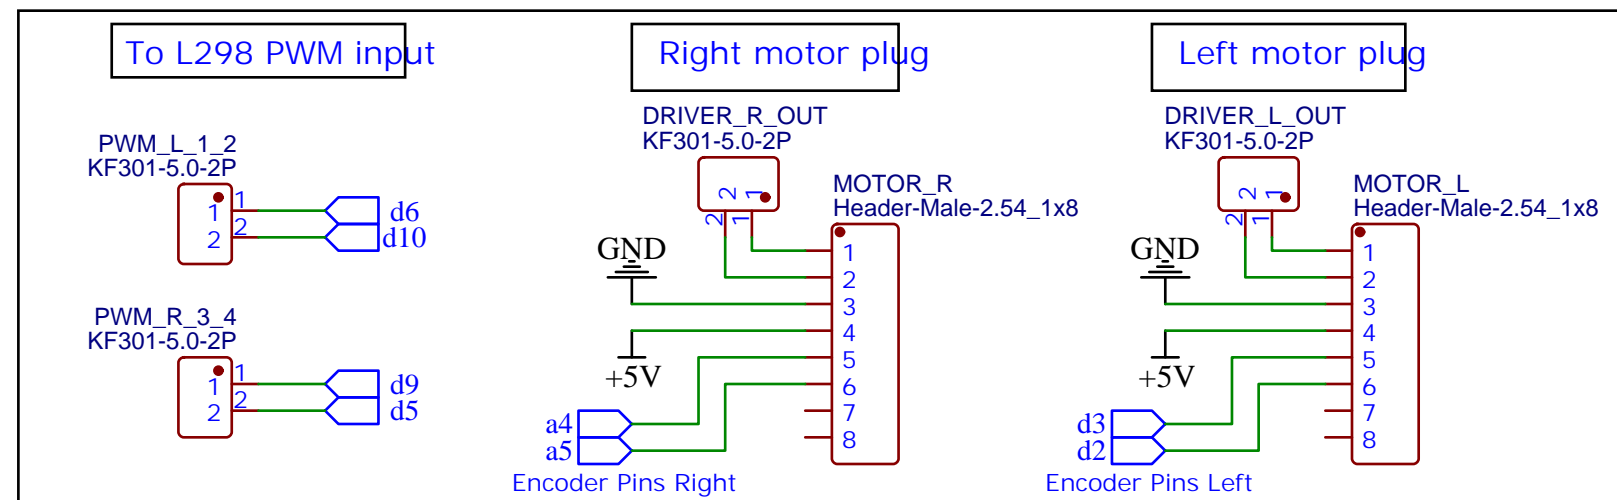 To L298 PWM input
PWM_L_1_2
KF301-5.0-2P
1
2
1
2
d6
d10
PWM_R_3_4
KF301-5.0-2P
1
2
1
2
d9
d5
Right motor plug
DRIVER_R_OUT
KF301-5.0-2P
2
1
2
1
MOTOR_R
Header-Male-2.54_1x8
1
2
3
4
5
6
7
8
GND
+5V
a4
a5
Encoder Pins Right
Left motor plug
DRIVER_L_OUT
KF301-5.0-2P
2
1
2
1
MOTOR_L
Header-Male-2.54_1x8
1
2
3
4
5
6
7
8
GND
+5V
d3
d2
Encoder Pins Left